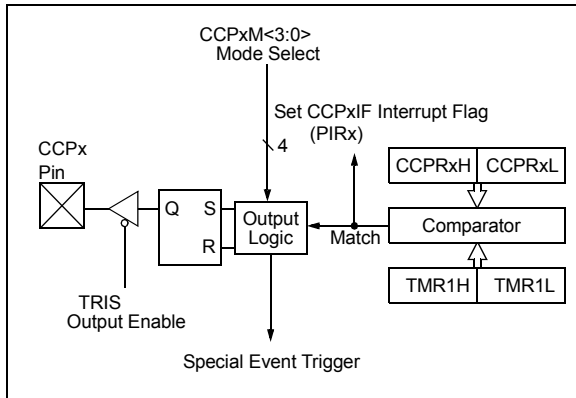 CCPxM<3:0>
Mode Select
Set CCPxIF Interrupt Flag
(PIRx)
4
CCPx
Pin
CCPRxH CCPRxL
Q S
R
Output
Logic
Match
Comparator
TRIS
Output Enable
TMR1H TMR1L
Special Event Trigger